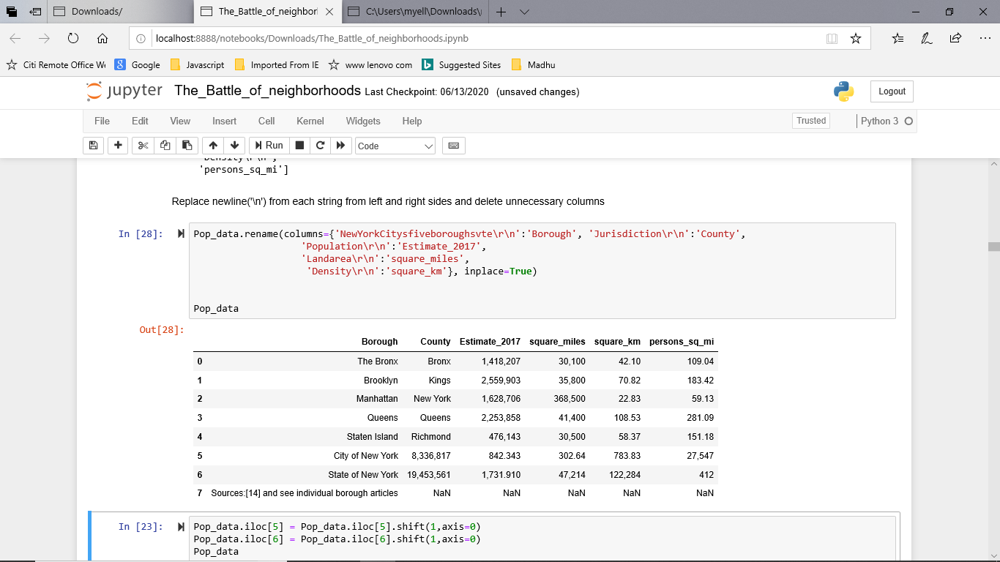 Downloads/
The_Battle_of_neighborl
C:\Users\myell\Downloads\
localhost:8888/notebooks/Downloads/The_Battle_of_neighborhoods.ipynb
Citi Remote Office We Google Javascript Imported From IE www lenovo com Suggested Sites Madhu
jupyter The_Battle_of_neighborhoods Last Checkpoint: 06/13/2020 (unsaved changes) Logout
File Edit View Insert Cell Kernel Widgets Help Trusted Python 3
Run Code
'Density\r\n',
'persons_sq_mi']
Replace newline('\n') from each string from left and right sides and delete unnecessary columns
In [28]: Pop_data.rename(columns={'NewYorkCitysfiveboroughsvte\r\n':'Borough', 'Jurisdiction\r\n':'County',
'Population\r\n':'Estimate_2017',
'Landarea\r\n':'square_miles',
'Density\r\n':'square_km'}, inplace=True)
Pop_data
Out[28]:
Borough County Estimate_2017 square_miles square_km persons_sq_mi
0 The Bronx Bronx 1,418,207 30,100 42.10 109.04
1 Brooklyn Kings 2,559,903 35,800 70.82 183.42
2 Manhattan New York 1,628,706 368,500 22.83 59.13
3 Queens Queens 2,253,858 41,400 108.53 281.09
4 Staten Island Richmond 476,143 30,500 58.37 151.18
5 City of New York 8,336,817 842.343 302.64 783.83 27,547
6 State of New York 19,453,561 1,731.910 47,214 122,284 412
7 Sources:[14] and see individual borough articles NaN NaN NaN NaN NaN
In [23]: Pop_data.iloc[5] = Pop_data.iloc[5].shift(1,axis=0)
Pop_data.iloc[6] = Pop_data.iloc[6].shift(1,axis=0)
Pop_data